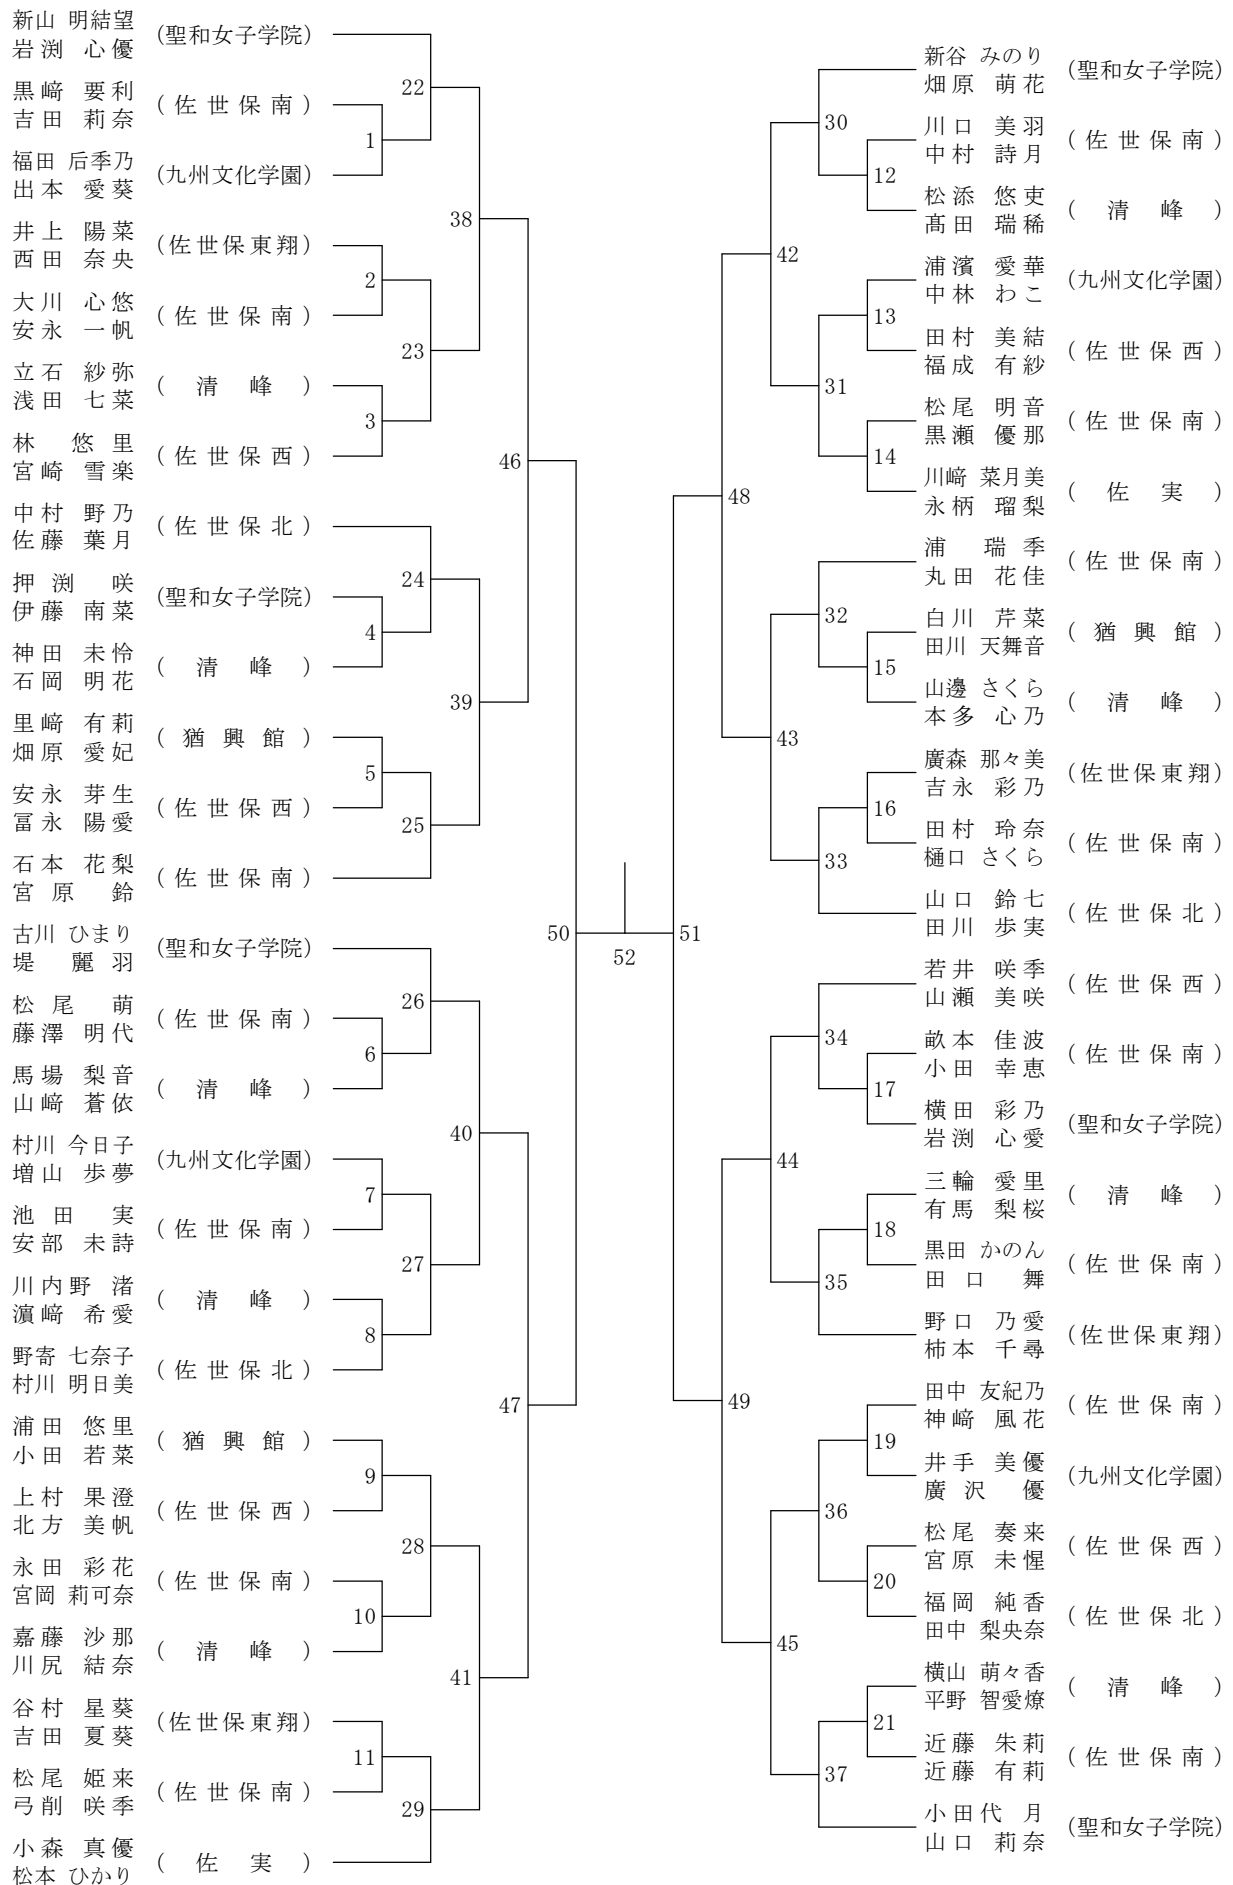 新山 明結望
岩渕 心優
(聖和女子学院)
黒﨑 要利
吉田 莉奈
(佐世保南)
福田 后季乃
出本 愛葵
(九州文化学園)
井上 陽菜
西田 奈央
(佐世保東翔)
大川 心悠
安永 一帆
(佐世保南)
立石 紗弥
浅田 七菜
(清峰)
林 悠里
宮崎 雪楽
(佐世保西)
中村 野乃
佐藤 葉月
(佐世保北)
押渕 咲
伊藤 南菜
(聖和女子学院)
神田 未怜
石岡 明花
(清峰)
里﨑 有莉
畑原 愛妃
(猶興館)
安永 芽生
冨永 陽愛
(佐世保西)
石本 花梨
宮原 鈴
(佐世保南)
古川 ひまり
堤 麗羽
(聖和女子学院)
松尾 萌
藤澤 明代
(佐世保南)
馬場 梨音
山﨑 蒼依
(清峰)
村川 今日子
増山 歩夢
(九州文化学園)
池田 実
安部 未詩
(佐世保南)
川内野 渚
濵﨑 希愛
(清峰)
野寄 七奈子
村川 明日美
(佐世保北)
浦田 悠里
小田 若菜
(猶興館)
上村 果澄
北方 美帆
(佐世保西)
永田 彩花
宮岡 莉可奈
(佐世保南)
嘉藤 沙那
川尻 結奈
(清峰)
谷村 星葵
吉田 夏葵
(佐世保東翔)
松尾 姫来
弓削 咲季
(佐世保南)
小森 真優
松本 ひかり
(佐実)
1
2
3
4
5
6
7
8
9
10
11
22
23
24
25
26
27
28
29
38
39
40
41
46
47
50
52
51
48
49
42
43
44
45
30
31
32
33
34
35
36
37
12
13
14
15
16
17
18
19
20
21
新谷 みのり
畑原 萌花
(聖和女子学院)
川口 美羽
中村 詩月
(佐世保南)
松添 悠吏
髙田 瑞稀
(清峰)
浦濱 愛華
中林 わこ
(九州文化学園)
田村 美結
福成 有紗
(佐世保西)
松尾 明音
黒瀬 優那
(佐世保南)
川﨑 菜月美
永柄 瑠梨
(佐実)
浦 瑞季
丸田 花佳
(佐世保南)
白川 芹菜
田川 天舞音
(猶興館)
山邊 さくら
本多 心乃
(清峰)
廣森 那々美
吉永 彩乃
(佐世保東翔)
田村 玲奈
樋口 さくら
(佐世保南)
山口 鈴七
田川 歩実
(佐世保北)
若井 咲季
山瀬 美咲
(佐世保西)
畝本 佳波
小田 幸恵
(佐世保南)
横田 彩乃
岩渕 心愛
(聖和女子学院)
三輪 愛里
有馬 梨桜
(清峰)
黒田 かのん
田口 舞
(佐世保南)
野口 乃愛
柿本 千尋
(佐世保東翔)
田中 友紀乃
神﨑 風花
(佐世保南)
井手 美優
廣沢 優
(九州文化学園)
松尾 奏来
宮原 未惺
(佐世保西)
福岡 純香
田中 梨央奈
(佐世保北)
横山 萌々香
平野 智愛燎
(清峰)
近藤 朱莉
近藤 有莉
(佐世保南)
小田代 月
山口 莉奈
(聖和女子学院)